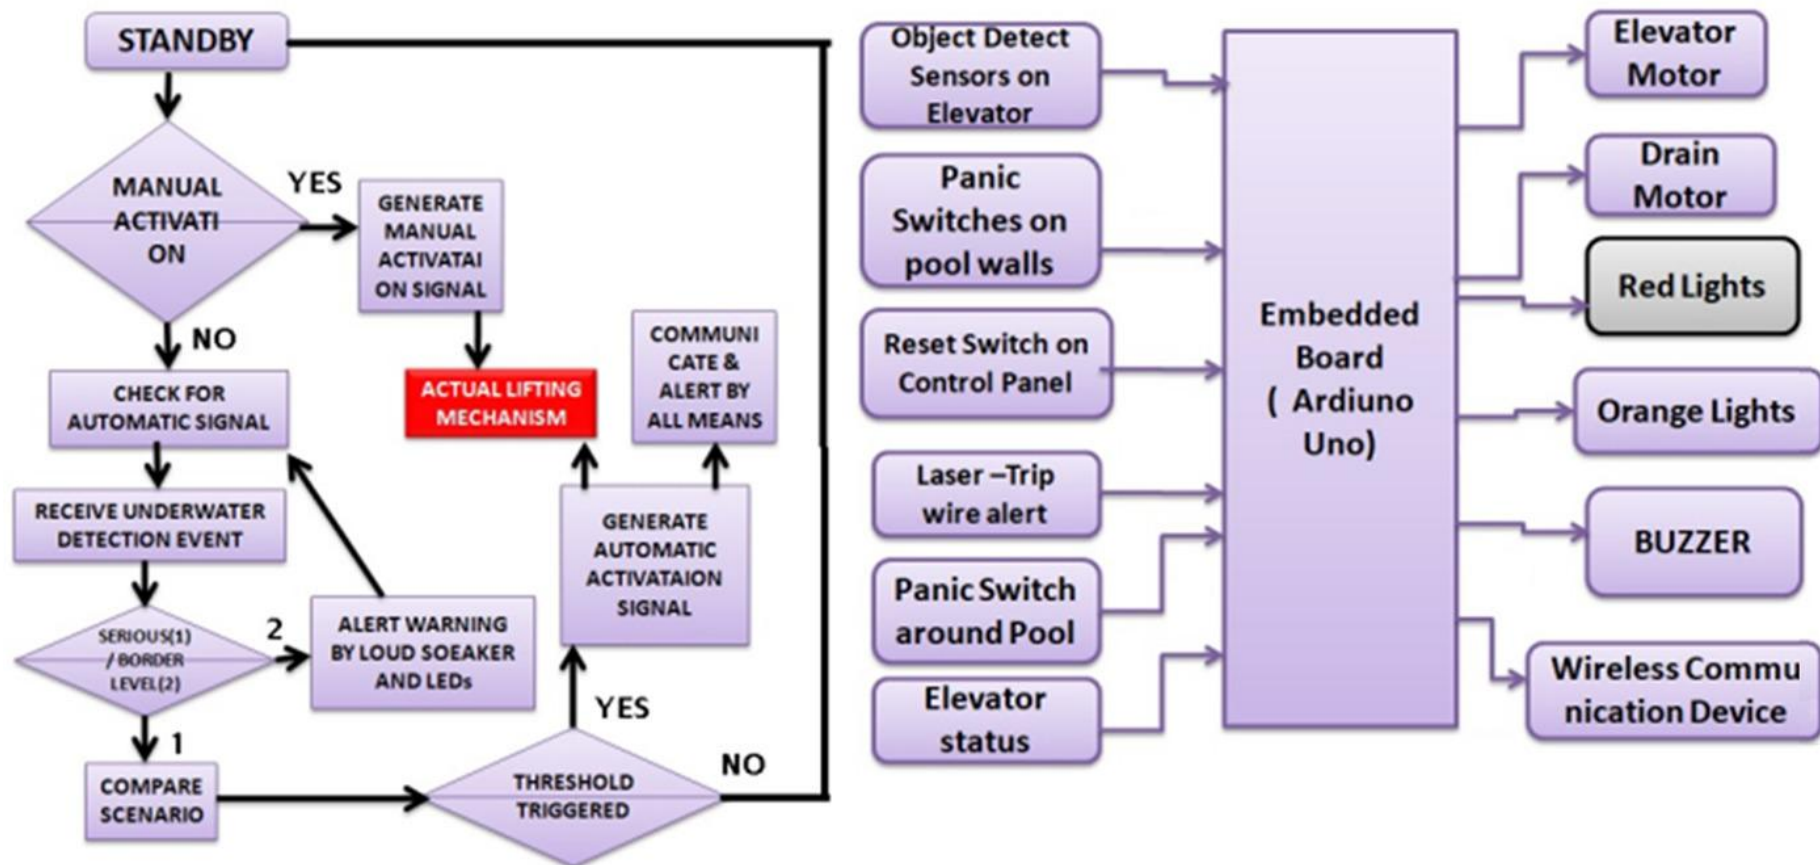 STANDBY
MANUAL
ACTIVATI
ON
YES
GENERATE
MANUAL
ACTIVATAI
ON SIGNAL
NO
CHECK FOR
AUTOMATIC SIGNAL
ACTUAL LIFTING
MECHANISM
COMMUNI
CATE &
ALERT BY
ALL MEANS
RECEIVE UNDERWATER
DETECTION EVENT
GENERATE
AUTOMATIC
ACTIVATAION
SIGNAL
SERIOUS(1)
/ BORDER
LEVEL(2)
2
ALERT WARNING
BY LOUD SOEAKER
AND LEDs
1
COMPARE
SCENARIO
YES
THRESHOLD
TRIGGERED
NO
Object Detect
Sensors on
Elevator
Panic
Switches on
pool walls
Reset Switch on
Control Panel
Laser –Trip
wire alert
Panic Switch
around Pool
Elevator
status
Embedded
Board
( Ardiuno
Uno)
Elevator
Motor
Drain
Motor
Red Lights
Orange Lights
BUZZER
Wireless Commu
nication Device